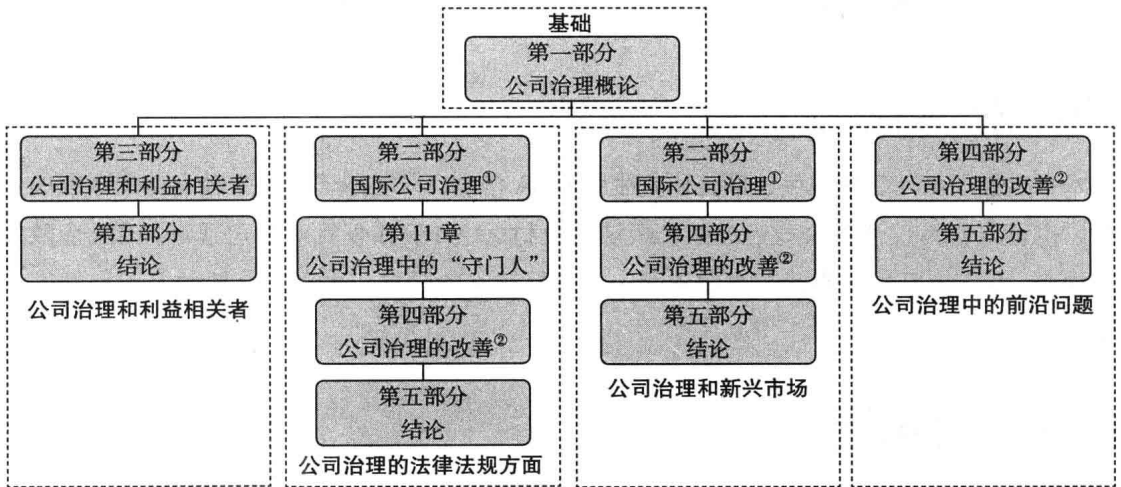 基础
第一部分
公司治理概论
第三部分
公司治理和利益相关者
第五部分
结论
公司治理和利益相关者
第二部分
国际公司治理①
第 11 章
公司治理中的“守门人”
第四部分
公司治理的改善②
第五部分
结论
公司治理的法律法规方面
第二部分
国际公司治理①
第四部分
公司治理的改善②
第五部分
结论
公司治理和新兴市场
第四部分
公司治理的改善②
第五部分
结论
公司治理中的前沿问题